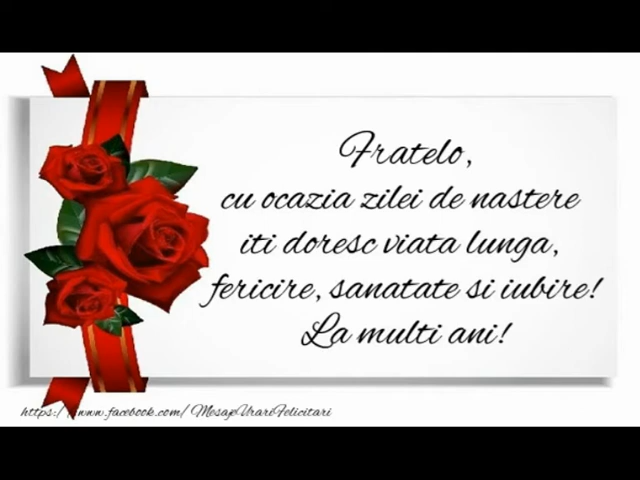 Fratelo,
cu ocazia zilei de nastere
iti doresc viata lunga,
fericire, sanatate si iubire!
La multi ani!
https://www.facebook.com/MesajeUrariFelicitari